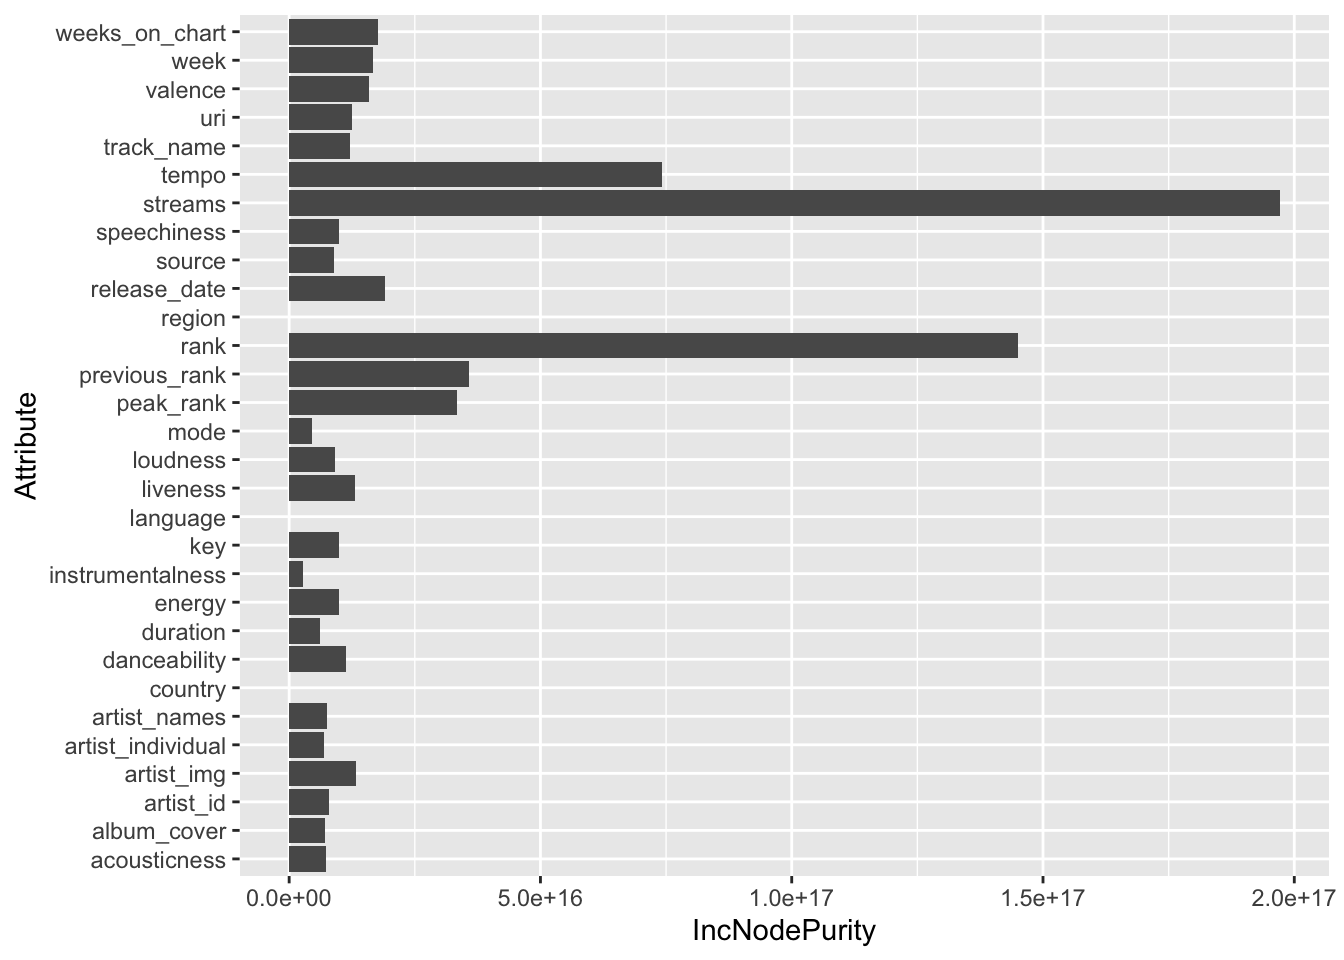 weeks_on_chart
week
valence
uri
track_name
tempo
streams
speechiness
source
release_date
region
rank
previous_rank
peak_rank
mode
loudness
liveness
language
key
instrumentalness
energy
duration
danceability
country
artist_names
artist_individual
artist_img
artist_id
album_cover
acousticness
Attribute
0.0e+00 5.0e+16 1.0e+17 1.5e+17 2.0e+17
IncNodePurity